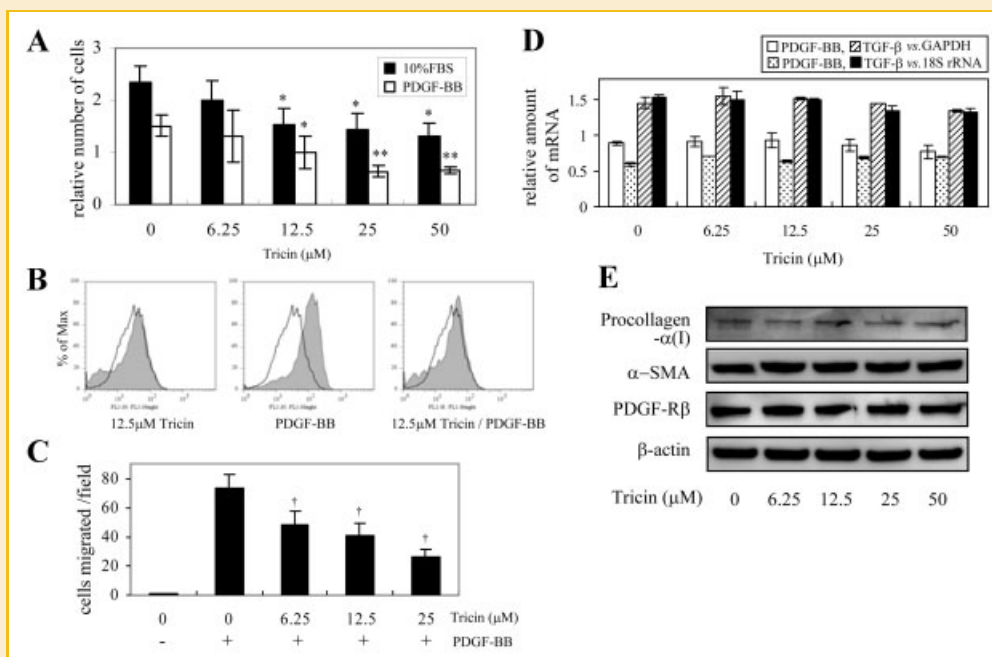 A
relative number of cells
3
2
1
0
10%FBS
PDGF-BB
*
*
*
*
**
**
0 6.25 12.5 25 50
Tricin (μM)
B
% of Max
12.5μM Tricin
PDGF-BB
12.5μM Tricin / PDGF-BB
C
cells migrated /field
80
60
40
20
0
†
†
†
0 0 6.25 12.5 25 Tricin (μM)
- + + + + PDGF-BB
D
PDGF-BB, TGF-β vs.GAPDH
PDGF-BB, TGF-β vs.18S rRNA
relative amount
of mRNA
1.5
1
0.5
0
0 6.25 12.5 25 50
Tricin (μM)
E
Procollagen
-α(I)
α-SMA
PDGF-Rβ
β-actin
Tricin (μM) 0 6.25 12.5 25 50